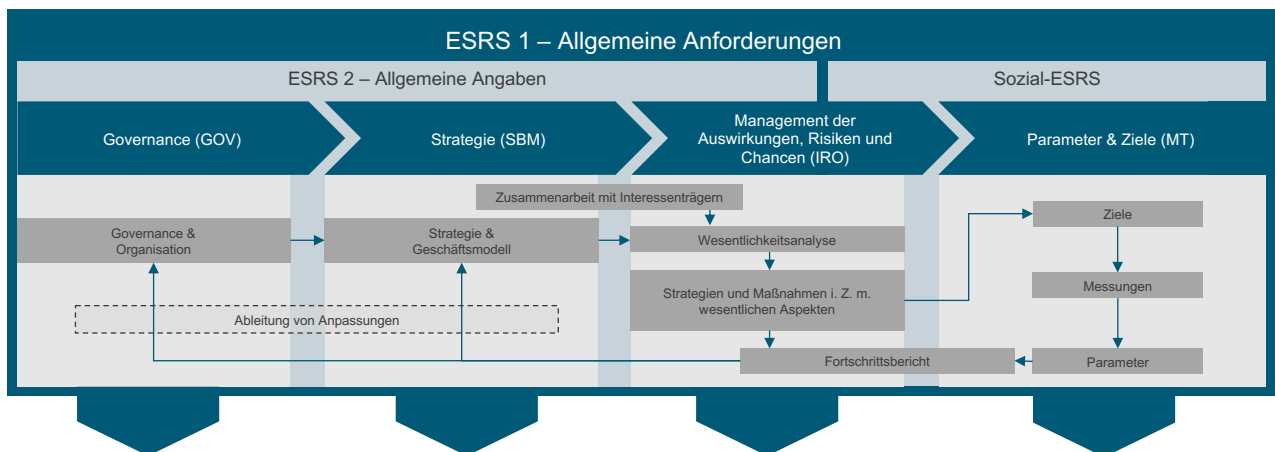 ESRS 1 – Allgemeine Anforderungen
ESRS 2 – Allgemeine Angaben
Sozial-ESRS
Governance (GOV)
Strategie (SBM)
Management der
Auswirkungen, Risiken und
Chancen (IRO)
Parameter & Ziele (MT)
Zusammenarbeit mit Interessenträgern
Governance &
Organisation
Strategie &
Geschäftsmodell
Wesentlichkeitsanalyse
Ziele
Strategien und Maßnahmen i. Z. m.
wesentlichen Aspekten
Messungen
Ableitung von Anpassungen
Fortschrittsbericht
Parameter